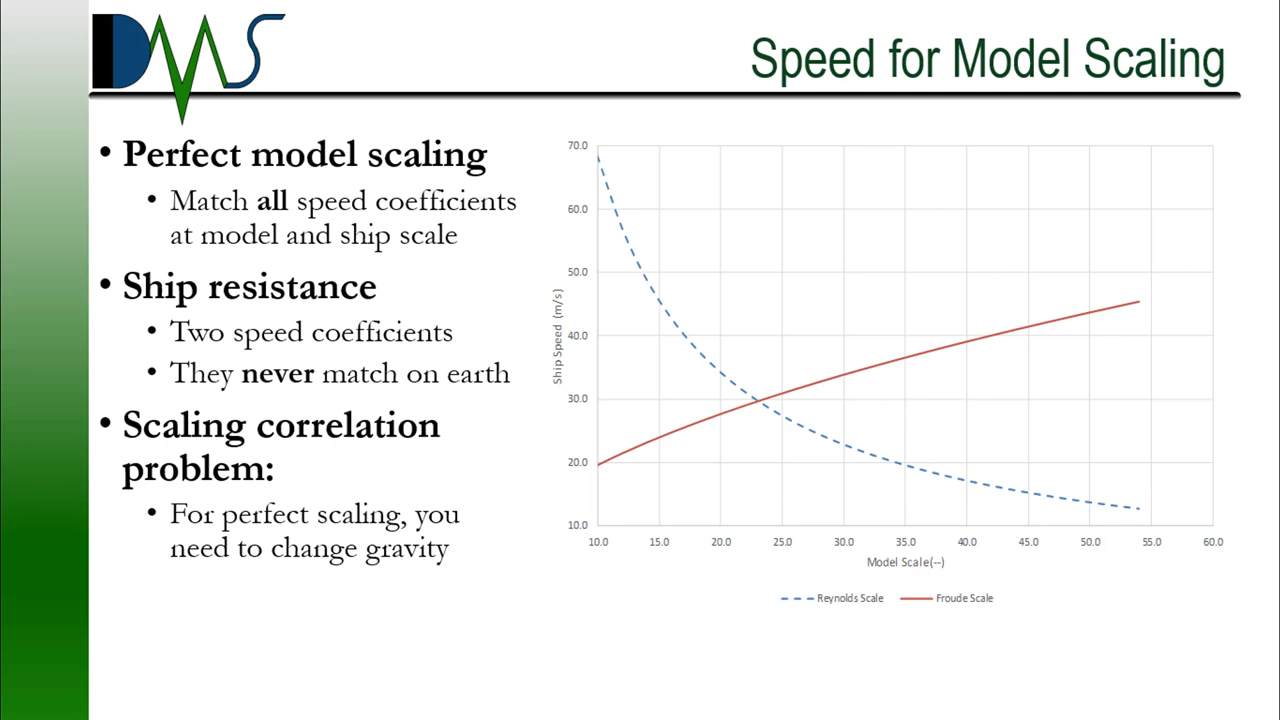 DMS
Speed for Model Scaling
• Perfect model scaling
• Match all speed coefficients
at model and ship scale
• Ship resistance
• Two speed coefficients
• They never match on earth
• Scaling correlation
problem:
• For perfect scaling, you
need to change gravity
70.0
60.0
50.0
40.0
30.0
20.0
10.0
Ship Speed (m/s)
10.0 15.0 20.0 25.0 30.0 35.0 40.0 45.0 50.0 55.0 60.0
Model Scale(--)
Reynolds Scale Froude Scale